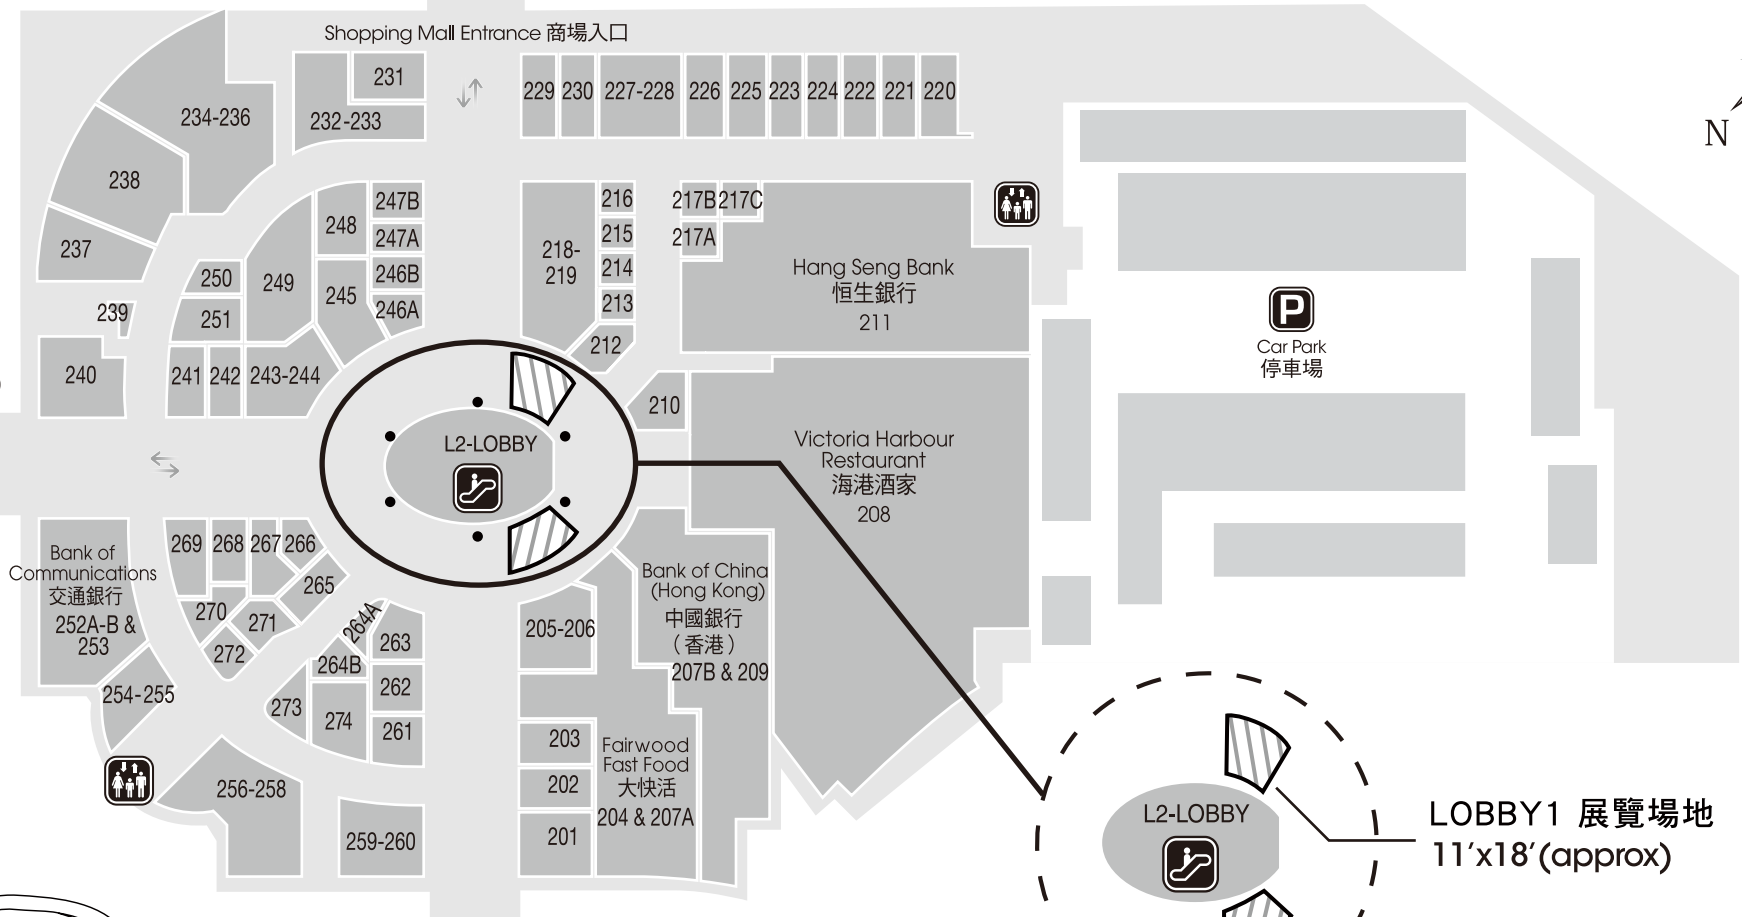 Shopping Mall Entrance 商場入口
231
232-233
234-236
229
230
227-228
226
225
223
224
222
221
220
N
238
237
239
240
247B
247A
246B
246A
248
245
249
250
251
241
242
243-244
218-
219
216
215
214
213
212
217B
217C
217A
Hang Seng Bank
恒生銀行
211
P
Car Park
停車場
210
L2-LOBBY
Victoria Harbour
Restaurant
海港酒家
208
Bank of
Communications
交通銀行
252A-B &
253
269
268
267
266
265
270
271
272
264A
264B
263
262
261
273
274
254-255
256-258
259-260
205-206
203
202
201
Bank of China
(Hong Kong)
中國銀行
(香港)
207B & 209
Fairwood
Fast Food
大快活
204 & 207A
L2-LOBBY
LOBBY1 展覽場地
11'x18'(approx)